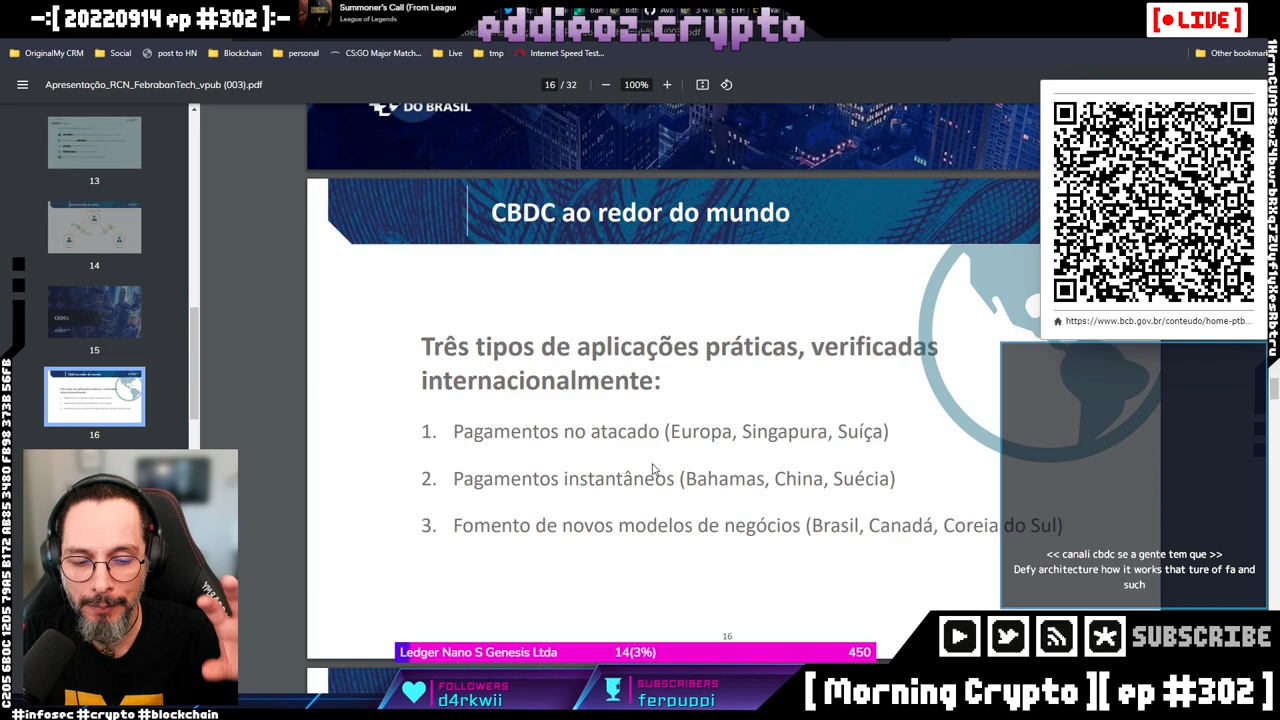 -:[ 20220914 ep #302 ]:-
Summoner's Call (From League
League of Legends
eddieoz.crypto
[● LIVE]
OriginalMy CRM
Social
post to HN
Blockchain
personal
CS:GO Major Match...
Live
tmp
Internet Speed Test...
Other bookmar
Apresentação_RCN_FebrabanTech_vpub (003).pdf
16 / 32
100%
DO BRASIL
13
14
15
16
CBDC ao redor do mundo
Três tipos de aplicações práticas, verificadas
internacionalmente:
1. Pagamentos no atacado (Europa, Singapura, Suíça)
2. Pagamentos instantâneos (Bahamas, China, Suécia)
3. Fomento de novos modelos de negócios (Brasil, Canadá, Coreia do Sul)
16
https://www.bcb.gov.br/conteudo/home-ptb...
<< canali cbdc se a gente tem que >>
Defy architecture how it works that ture of fa and
such
Ledger Nano S Genesis Ltda
14(3%)
450
FOLLOWERS
d4rkwii
SUBSCRIBERS
ferpuppi
SUBSCRIBE
[ Morning Crypto ][ ep #302 ]
#infosec #crypto #blockchain